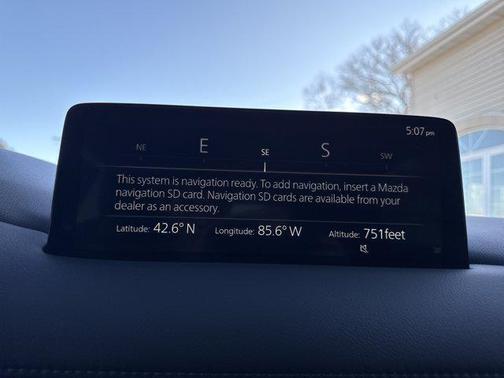 5:07 pm
NE E SE S SW
This system is navigation ready. To add navigation, insert a Mazda
navigation SD card. Navigation SD cards are available from your
dealer as an accessory.
Latitude: 42.6° N Longitude: 85.6° W Altitude: 751feet